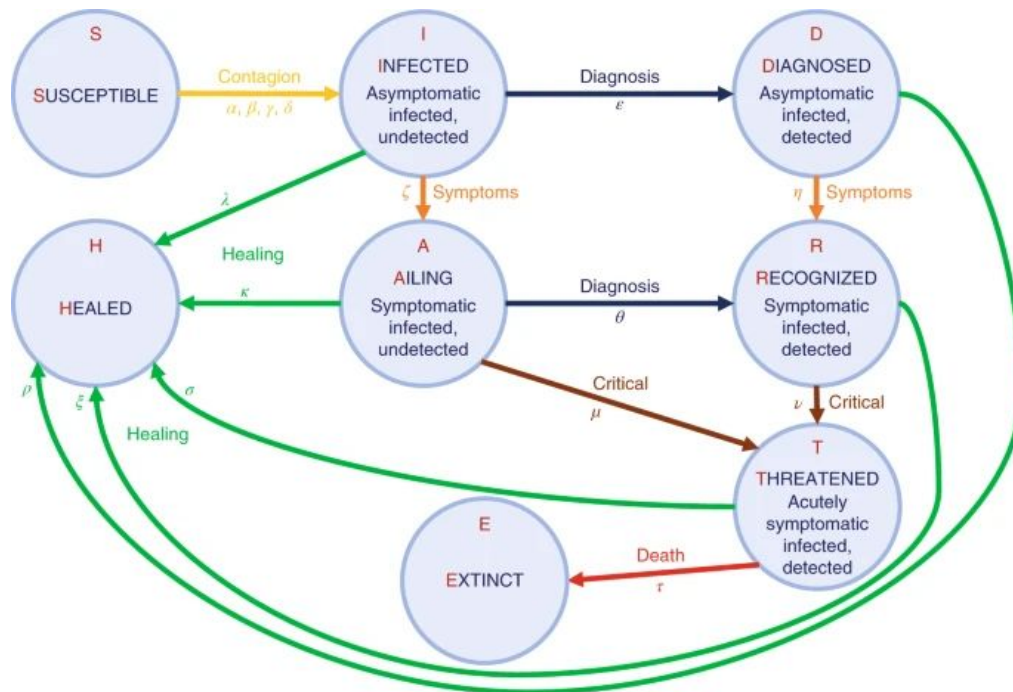 S
SUSCEPTIBLE
Contagion
α, β, γ, δ
I
INFECTED
Asymptomatic
infected,
undetected
Diagnosis
ε
D
DIAGNOSED
Asymptomatic
infected,
detected
λ
ζ Symptoms
η Symptoms
Healing
H
HEALED
κ
A
AILING
Symptomatic
infected,
undetected
Diagnosis
θ
R
RECOGNIZED
Symptomatic
infected,
detected
ρ
ξ
σ
Healing
Critical
μ
ν Critical
T
THREATENED
Acutely
symptomatic
infected,
detected
E
EXTINCT
Death
τ